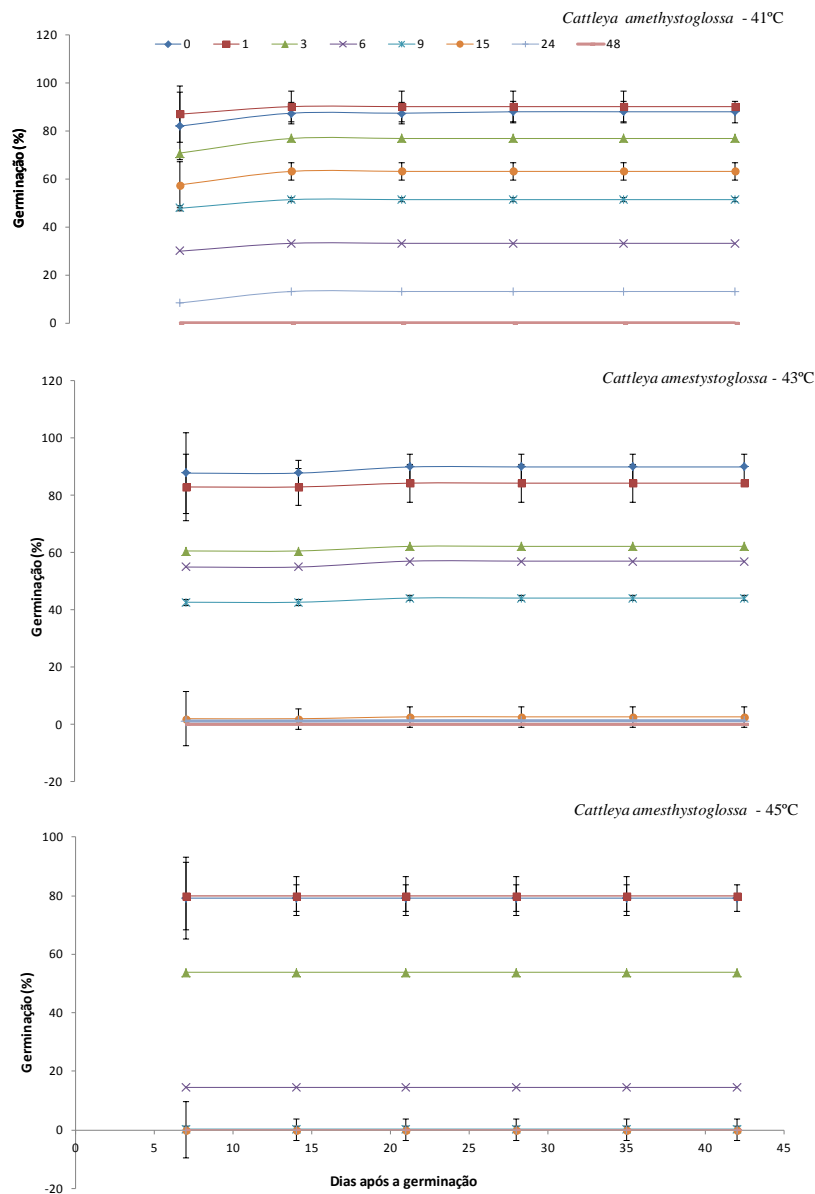 Cattleya amethystoglossa - 41ºC
120
0 1 3 6 9 15 24 48
100
80
60
40
20
0
Germinação (%)
Cattleya amestystoglossa - 43ºC
120
100
80
60
40
20
0
-20
Germinação (%)
Cattleya amesthystoglossa - 45ºC
100
80
60
40
20
0
-20
Germinação (%)
0 5 10 15 20 25 30 35 40 45
Dias após a germinação